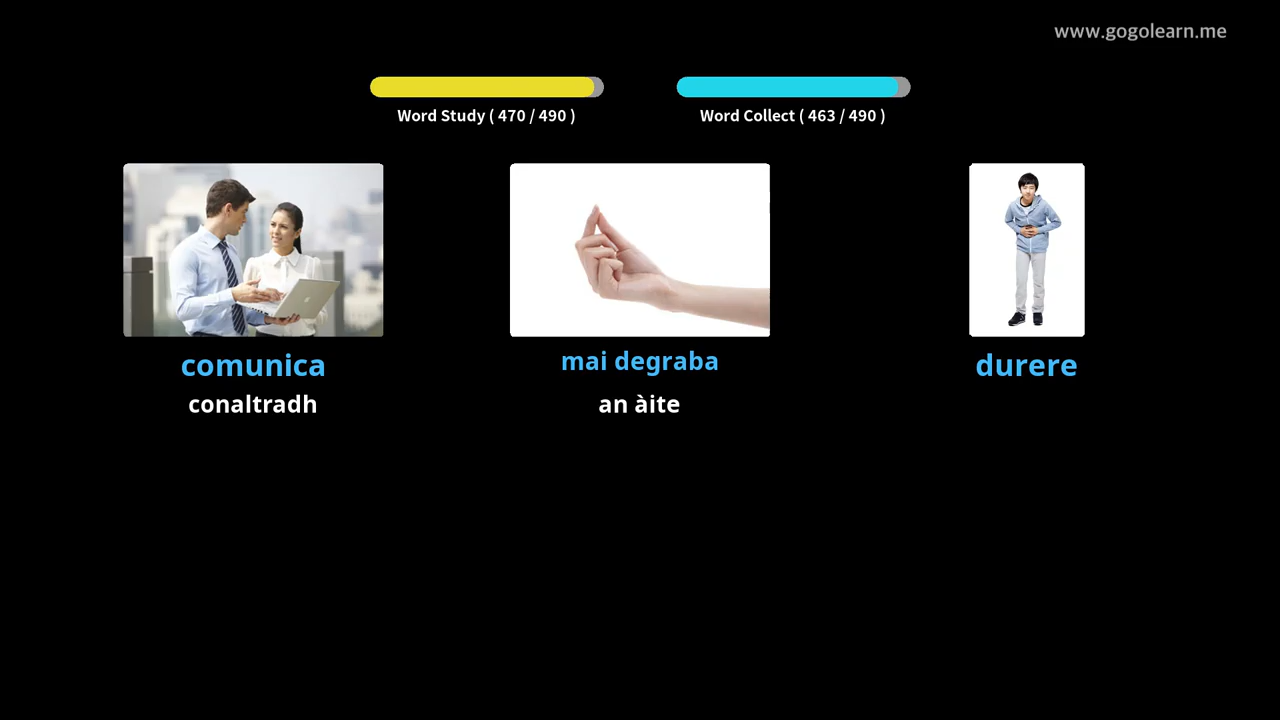 www.gogolearn.me
Word Study ( 470 / 490 )
Word Collect ( 463 / 490 )
comunica
conaltradh
mai degraba
an àite
durere